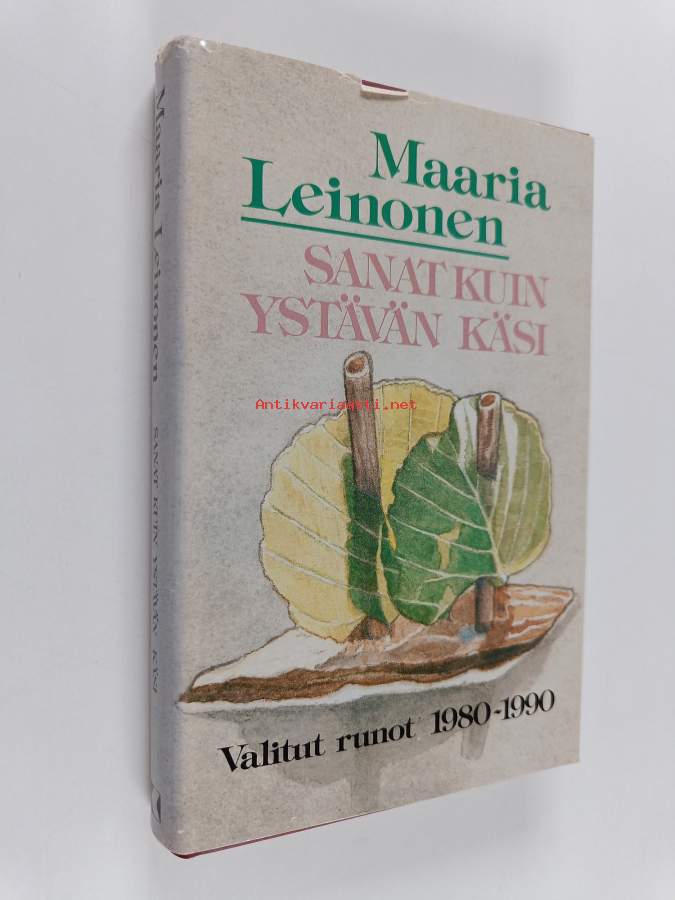 Maaria
Leinonen
SANAT KUIN
YSTÄVÄN KÄSI
Antikvariaatti.net
Valitut runot 1980-1990
Maaria Leinonen SANAT KUIN YSTÄVÄN KÄSI